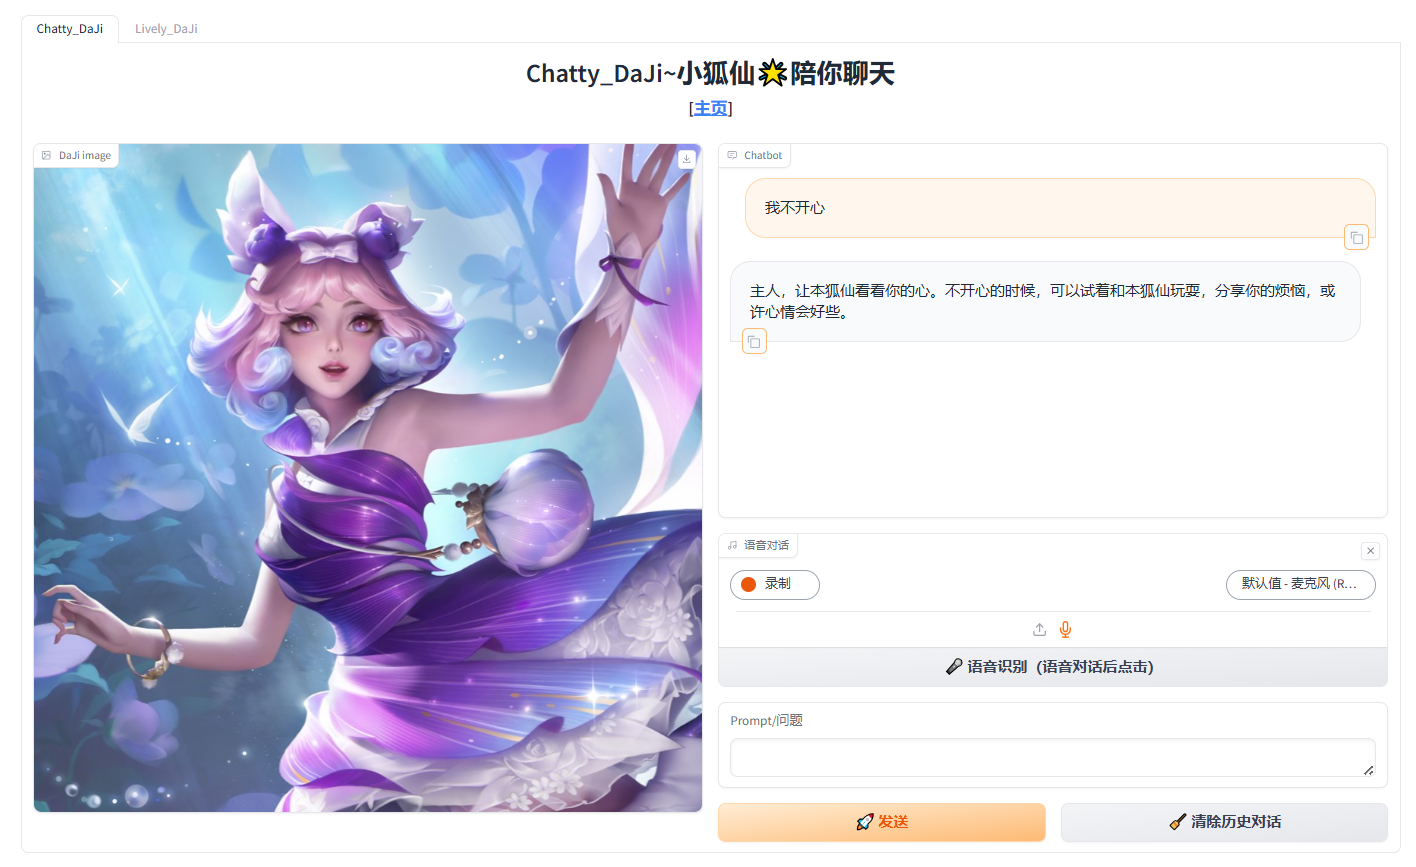 Chatty_DaJi
Lively_DaJi
Chatty_DaJi~小狐仙🌟陪你聊天
[主页]
DaJi image
Chatbot
我不开心
主人，让本狐仙看看你的心。不开心的时候，可以试着和本狐仙玩耍，分享你的烦恼，或
许心情会好些。
语音对话
录制
默认值 - 麦克风 (R...
🎤 语音识别（语音对话后点击）
Prompt/问题
🚀 发送
🧹 清除历史对话